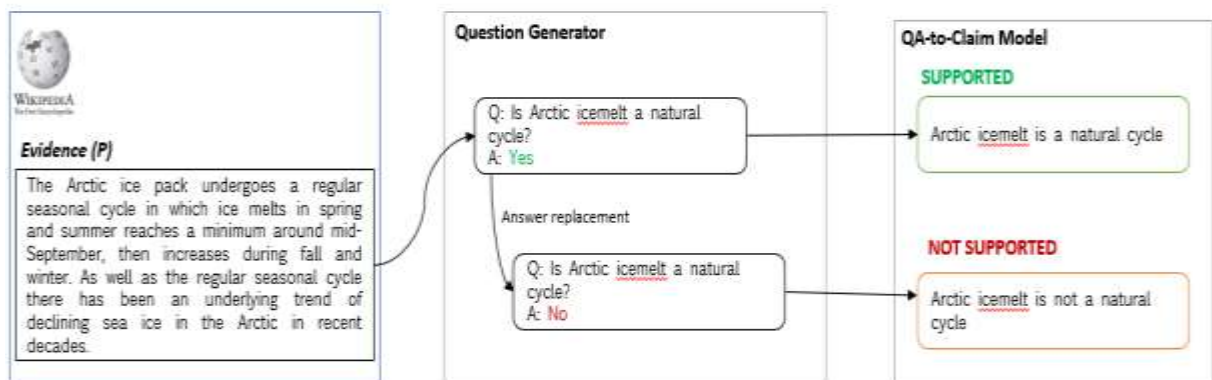 WIKIPEDIA
The Free Encyclopedia
Evidence (P)
The Arctic ice pack undergoes a regular
seasonal cycle in which ice melts in spring
and summer reaches a minimum around mid-
September, then increases during fall and
winter. As well as the regular seasonal cycle
there has been an underlying trend of
declining sea ice in the Arctic in recent
decades.
Question Generator
Q: Is Arctic icemelt a natural
cycle?
A: Yes
Answer replacement
Q: Is Arctic icemelt a natural
cycle?
A: No
QA-to-Claim Model
SUPPORTED
Arctic icemelt is a natural cycle
NOT SUPPORTED
Arctic icemelt is not a natural
cycle